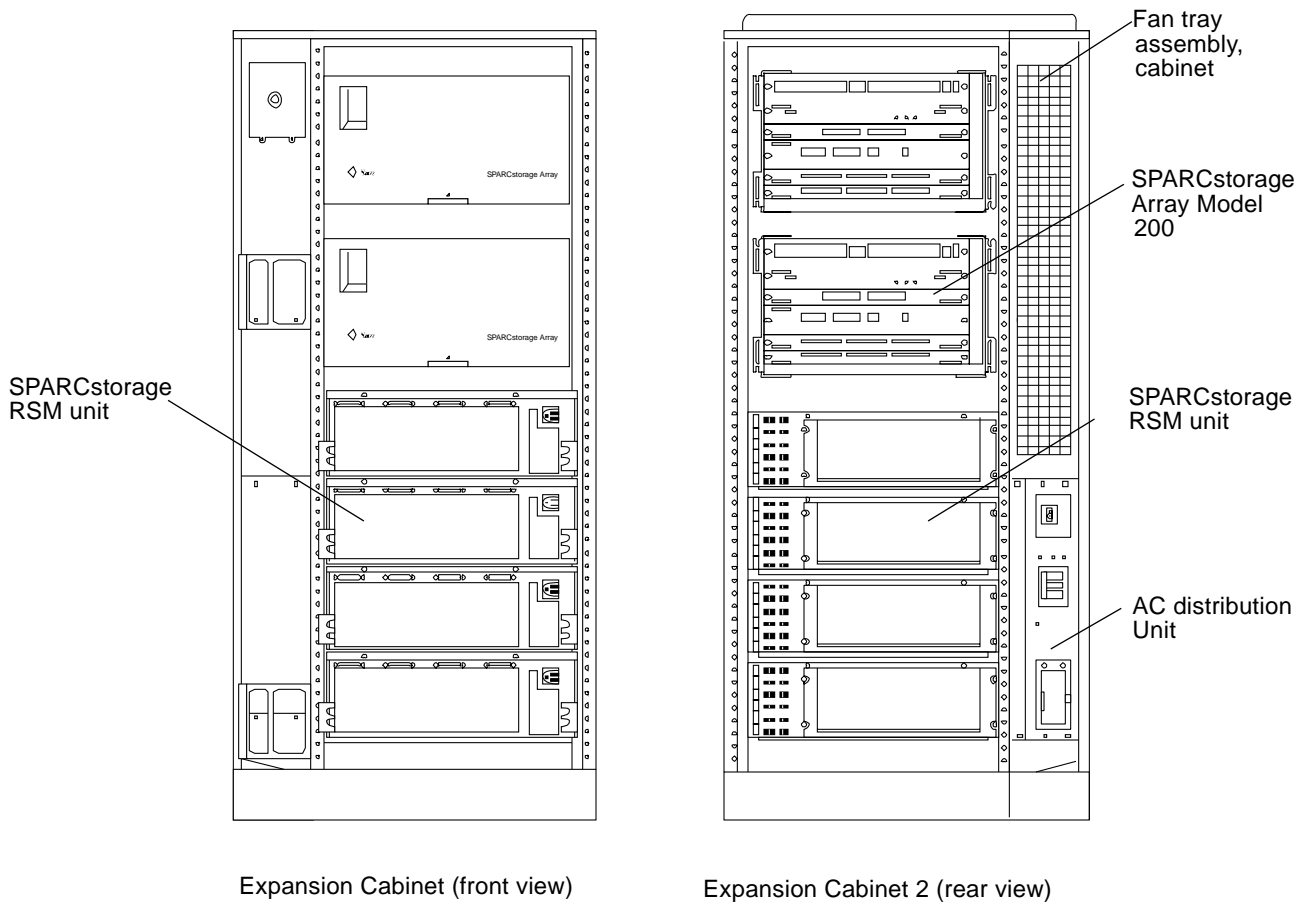 Fan tray
assembly,
cabinet
SPARCstorage Array
SPARCstorage
Array Model
200
SPARCstorage Array
SPARCstorage
RSM unit
SPARCstorage
RSM unit
AC distribution
Unit
Expansion Cabinet (front view)
Expansion Cabinet 2 (rear view)